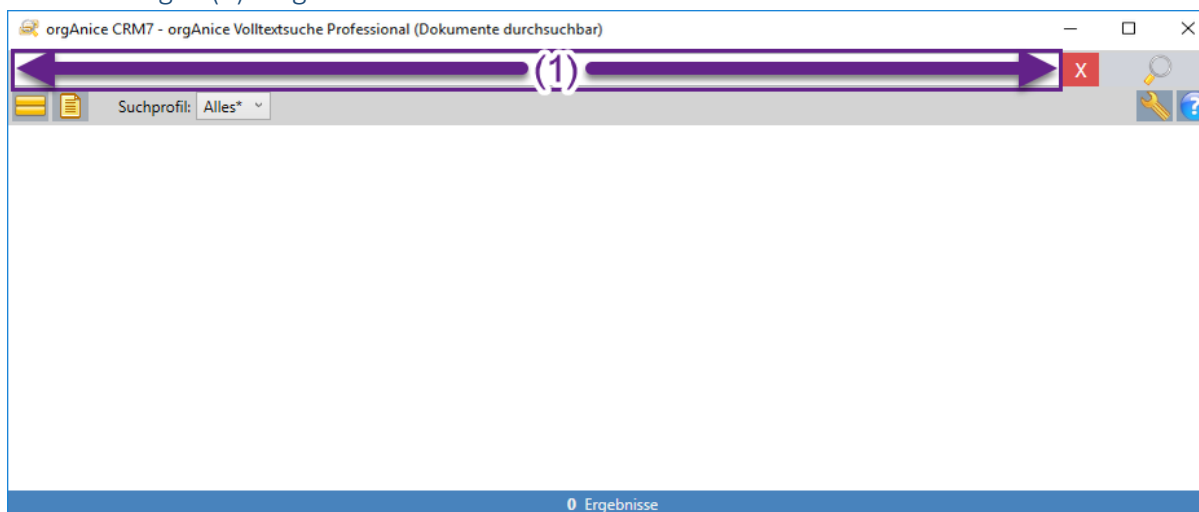 orgAnice CRM7 - orgAnice Volltextsuche Professional (Dokumente durchsuchbar)
(1)
X
Suchprofil: Alles*
?
0 Ergebnisse